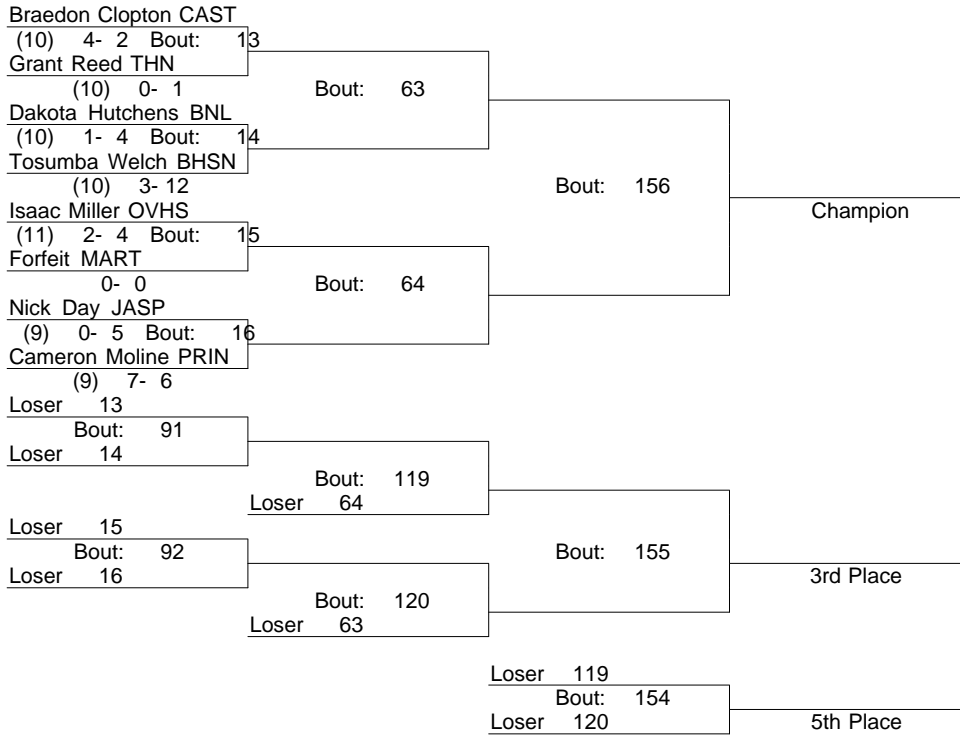 Braedon Clopton CAST
(10) 4- 2 Bout: 13
Grant Reed THN
(10) 0- 1
Bout: 63
Dakota Hutchens BNL
(10) 1- 4 Bout: 14
Tosumba Welch BHSN
(10) 3- 12
Bout: 156
Isaac Miller OVHS
Champion
(11) 2- 4 Bout: 15
Forfeit MART
0- 0
Bout: 64
Nick Day JASP
(9) 0- 5 Bout: 16
Cameron Moline PRIN
(9) 7- 6
Loser 13
Bout: 91
Loser 14
Bout: 119
Loser 64
Loser 15
Bout: 92
Bout: 155
Loser 16
3rd Place
Bout: 120
Loser 63
Loser 119
Bout: 154
Loser 120
5th Place